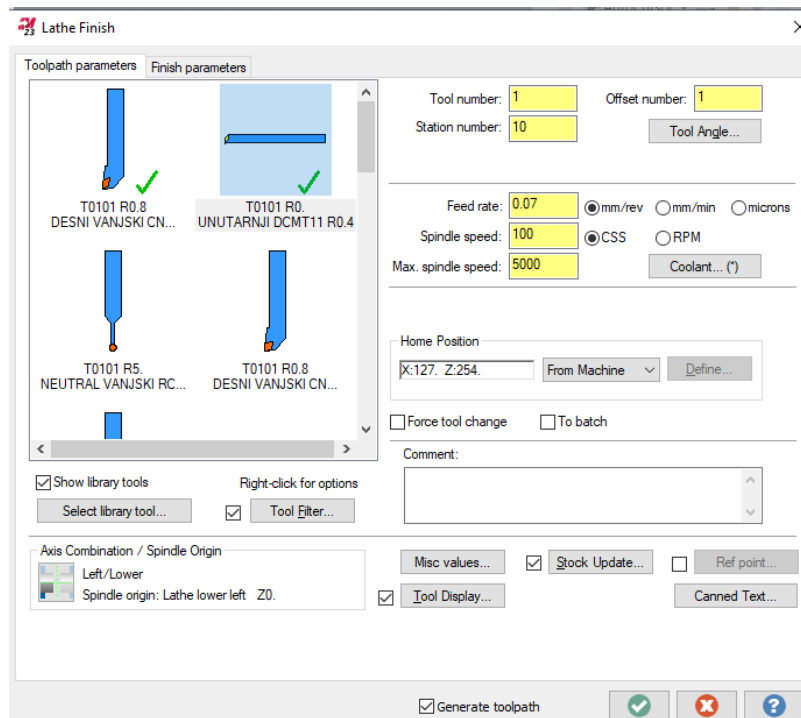 23 Lathe Finish
Toolpath parameters Finish parameters
T0101 R0.8
DESNI VANJSKI CN...
T0101 R0.
UNUTARNJI DCMT11 R0.4
T0101 R5.
NEUTRAL VANJSKI RC...
T0101 R0.8
DESNI VANJSKI CN...
Show library tools
Right-click for options
Select library tool...
Tool Filter...
Axis Combination / Spindle Origin
Left/Lower
Spindle origin: Lathe lower left Z0.
Tool number: 1 Offset number: 1
Station number: 10 Tool Angle...
Feed rate: 0.07 mm/rev mm/min microns
Spindle speed: 100 CSS RPM
Max. spindle speed: 5000 Coolant... (*)
Home Position
X:127. Z:254. From Machine Define...
Force tool change To batch
Comment:
Misc values... Stock Update... Ref point...
Tool Display... Canned Text...
Generate toolpath